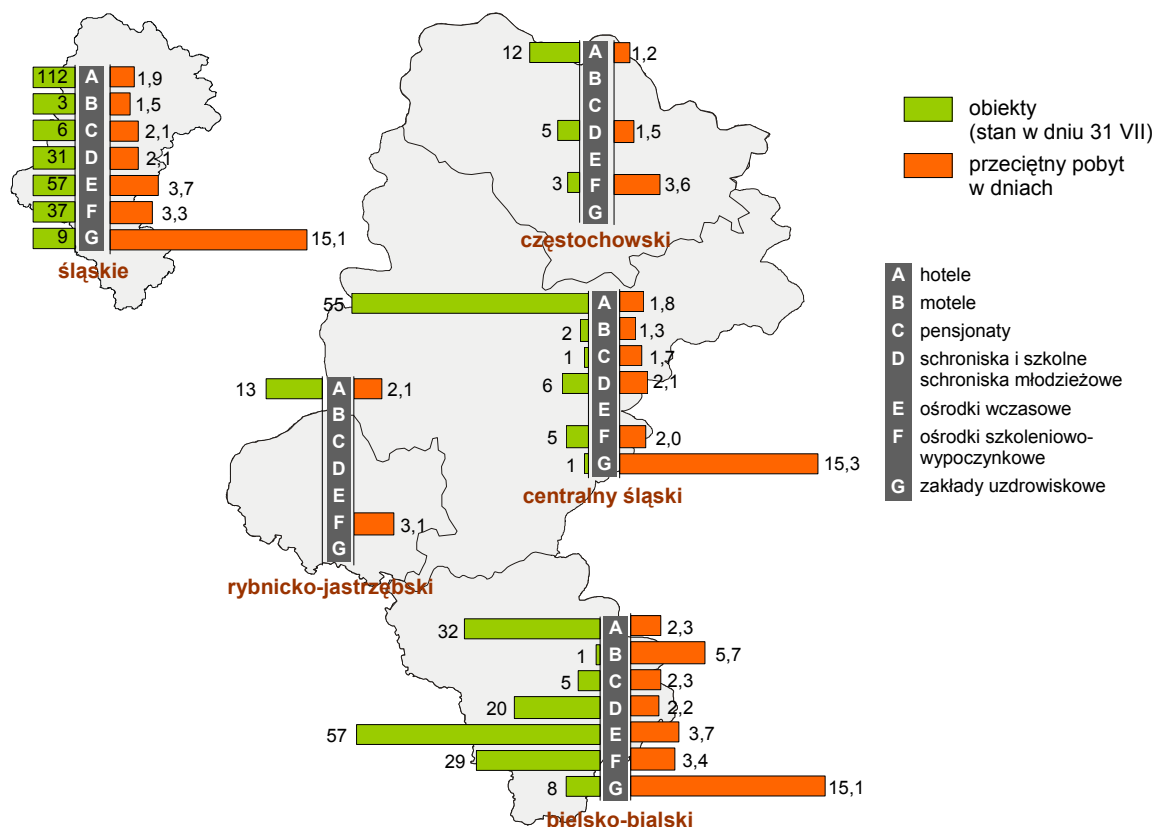 112 A 1,9
3 B 1,5
6 C 2,1
31 D 2,1
57 E 3,7
37 F 3,3
9 G 15,1
śląskie
12 A 1,2
B
C
5 D 1,5
E
3 F 3,6
G
częstochowski
obiekty
(stan w dniu 31 VII)
przeciętny pobyt
w dniach
A hotele
B motele
C pensjonaty
D schroniska i szkolne
schroniska młodzieżowe
E ośrodki wczasowe
F ośrodki szkoleniowo-
wypoczynkowe
G zakłady uzdrowiskowe
55 A 1,8
2 B 1,3
1 C 1,7
6 D 2,1
E
5 F 2,0
1 G 15,3
centralny śląski
13 A 2,1
B
C
D
E
F 3,1
G
rybnicko-jastrzębski
32 A 2,3
1 B 5,7
5 C 2,3
20 D 2,2
57 E 3,7
29 F 3,4
8 G 15,1
bielsko-bialski